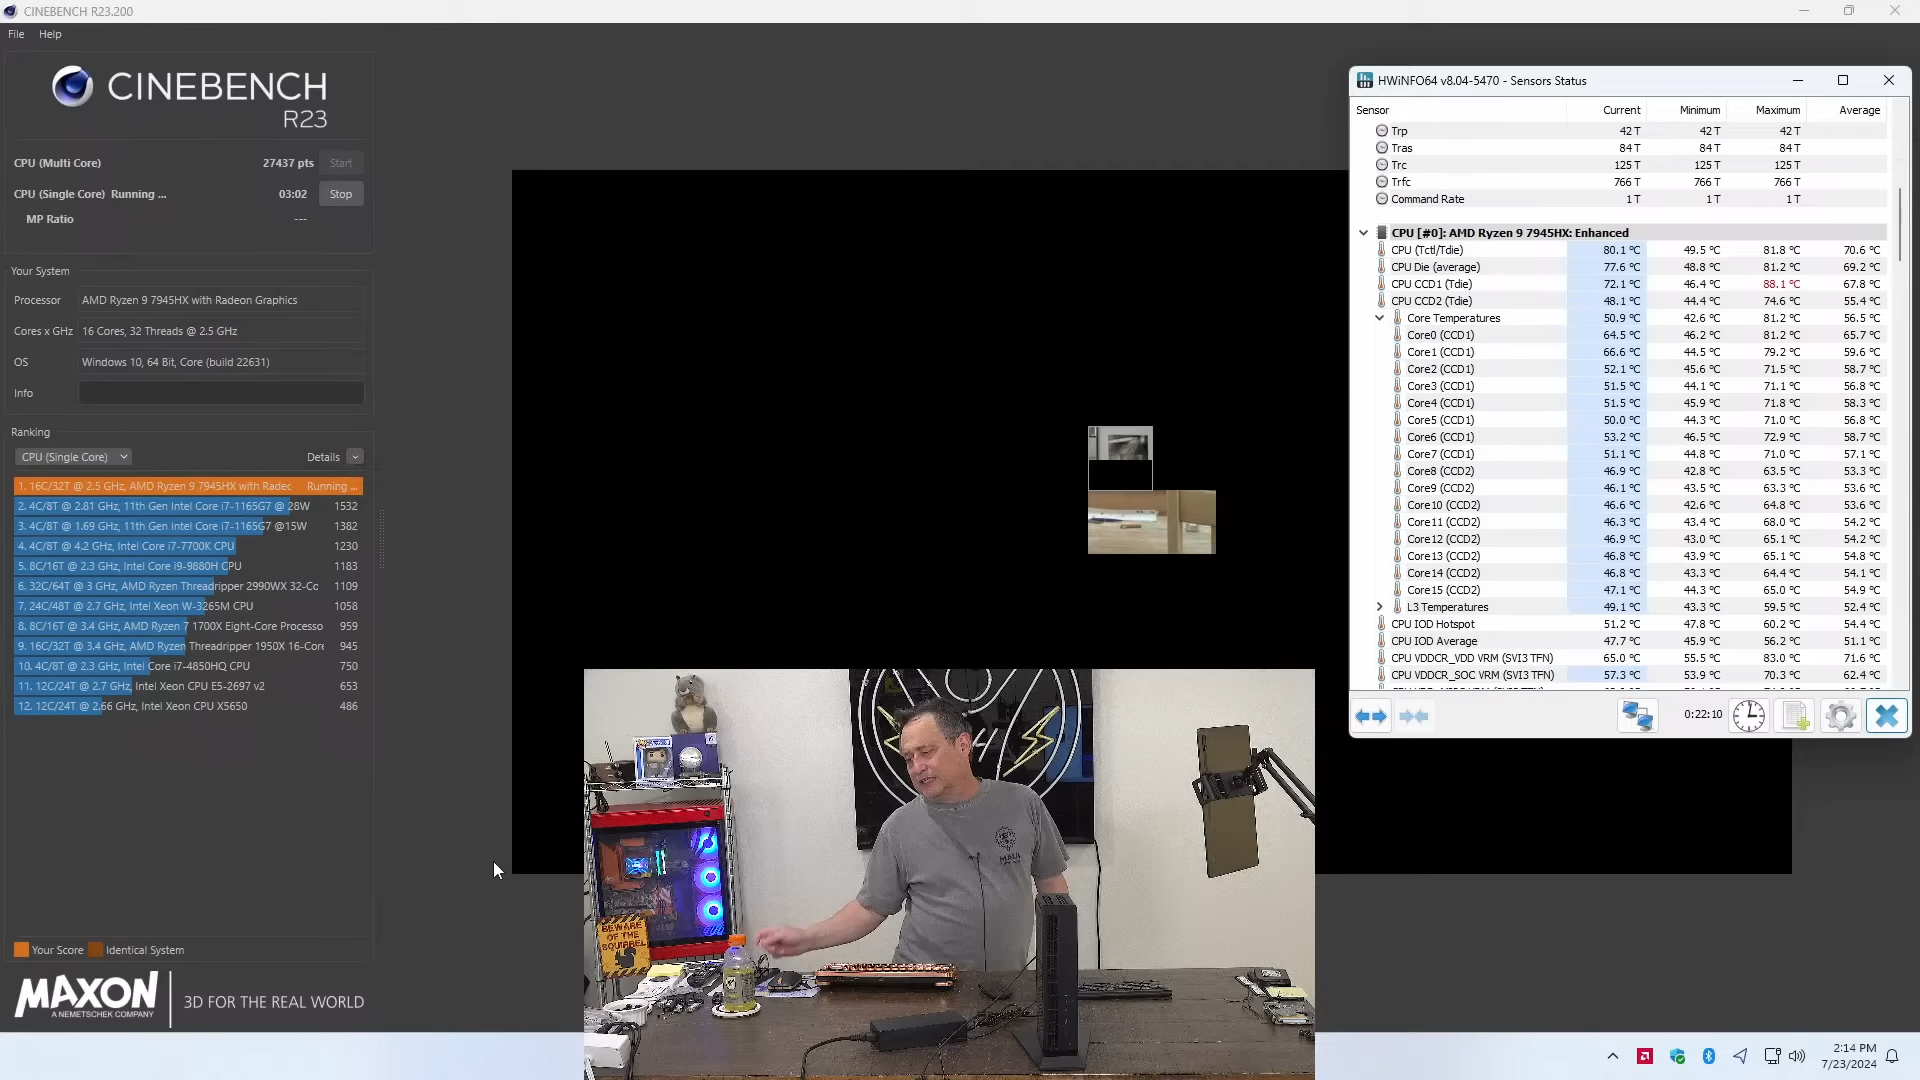 CINEBENCH R23.200
File Help
CINEBENCH
R23
CPU (Multi Core) 27437 pts Start
CPU (Single Core) Running ... 03:02 Stop
MP Ratio ---
Your System
Processor AMD Ryzen 9 7945HX with Radeon Graphics
Cores x GHz 16 Cores, 32 Threads @ 2.5 GHz
OS Windows 10, 64 Bit, Core (build 22631)
Info
Ranking
CPU (Single Core) Details
1. 16C/32T @ 2.5 GHz, AMD Ryzen 9 7945HX with Radec Running ...
2. 4C/8T @ 2.81 GHz, 11th Gen Intel Core i7-1165G7 @ 28W 1532
3. 4C/8T @ 1.69 GHz, 11th Gen Intel Core i7-1165G7 @15W 1382
4. 4C/8T @ 4.2 GHz, Intel Core i7-7700K CPU 1230
5. 8C/16T @ 2.3 GHz, Intel Core i9-9880H CPU 1183
6. 32C/64T @ 3 GHz, AMD Ryzen Threadripper 2990WX 32-Co 1109
7. 24C/48T @ 2.7 GHz, Intel Xeon W-3265M CPU 1058
8. 8C/16T @ 3.4 GHz, AMD Ryzen 7 1700X Eight-Core Processo 959
9. 16C/32T @ 3.4 GHz, AMD Ryzen Threadripper 1950X 16-Core 945
10. 4C/8T @ 2.3 GHz, Intel Core i7-4850HQ CPU 750
11. 12C/24T @ 2.7 GHz, Intel Xeon CPU E5-2697 v2 653
12. 12C/24T @ 2.66 GHz, Intel Xeon CPU X5650 486
Your Score Identical System
MAXON
A NEMETSCHEK COMPANY
3D FOR THE REAL WORLD
HWiNFO64 v8.04-5470 - Sensors Status
Sensor Current Minimum Maximum Average
Trp 42 T 42 T 42 T
Tras 84 T 84 T 84 T
Trc 125 T 125 T 125 T
Trfc 766 T 766 T 766 T
Command Rate 1 T 1 T 1 T
CPU [#0]: AMD Ryzen 9 7945HX: Enhanced
CPU (Tctl/Tdie) 80.1 °C 49.5 °C 81.8 °C 70.6 °C
CPU Die (average) 77.6 °C 48.8 °C 81.2 °C 69.2 °C
CPU CCD1 (Tdie) 72.1 °C 46.4 °C 88.1 °C 67.8 °C
CPU CCD2 (Tdie) 48.1 °C 44.4 °C 74.6 °C 55.4 °C
Core Temperatures 50.9 °C 42.6 °C 81.2 °C 56.5 °C
Core0 (CCD1) 64.5 °C 46.2 °C 81.2 °C 65.7 °C
Core1 (CCD1) 66.6 °C 44.5 °C 79.2 °C 59.6 °C
Core2 (CCD1) 52.1 °C 45.6 °C 71.5 °C 58.7 °C
Core3 (CCD1) 51.5 °C 44.1 °C 71.1 °C 56.8 °C
Core4 (CCD1) 51.5 °C 45.9 °C 71.8 °C 58.3 °C
Core5 (CCD1) 50.0 °C 44.3 °C 71.0 °C 56.8 °C
Core6 (CCD1) 53.2 °C 46.5 °C 72.9 °C 58.7 °C
Core7 (CCD1) 51.1 °C 44.8 °C 71.0 °C 57.1 °C
Core8 (CCD2) 46.9 °C 42.8 °C 63.5 °C 53.3 °C
Core9 (CCD2) 46.1 °C 43.5 °C 63.3 °C 53.6 °C
Core10 (CCD2) 46.6 °C 42.6 °C 64.8 °C 53.6 °C
Core11 (CCD2) 46.3 °C 43.4 °C 68.0 °C 54.2 °C
Core12 (CCD2) 46.9 °C 43.0 °C 65.1 °C 54.2 °C
Core13 (CCD2) 46.8 °C 43.9 °C 65.1 °C 54.8 °C
Core14 (CCD2) 46.8 °C 43.3 °C 64.4 °C 54.1 °C
Core15 (CCD2) 47.1 °C 44.3 °C 65.0 °C 54.9 °C
L3 Temperatures 49.1 °C 43.3 °C 59.5 °C 52.4 °C
CPU IOD Hotspot 51.2 °C 47.8 °C 60.2 °C 54.4 °C
CPU IOD Average 47.7 °C 45.9 °C 56.2 °C 51.1 °C
CPU VDDCR_VDD VRM (SVI3 TFN) 65.0 °C 55.5 °C 83.0 °C 71.6 °C
CPU VDDCR_SOC VRM (SVI3 TFN) 57.3 °C 53.9 °C 70.3 °C 62.4 °C
0:22:10
BEWARE
OF THE
SQUIRREL
MAUI
2:14 PM
7/23/2024